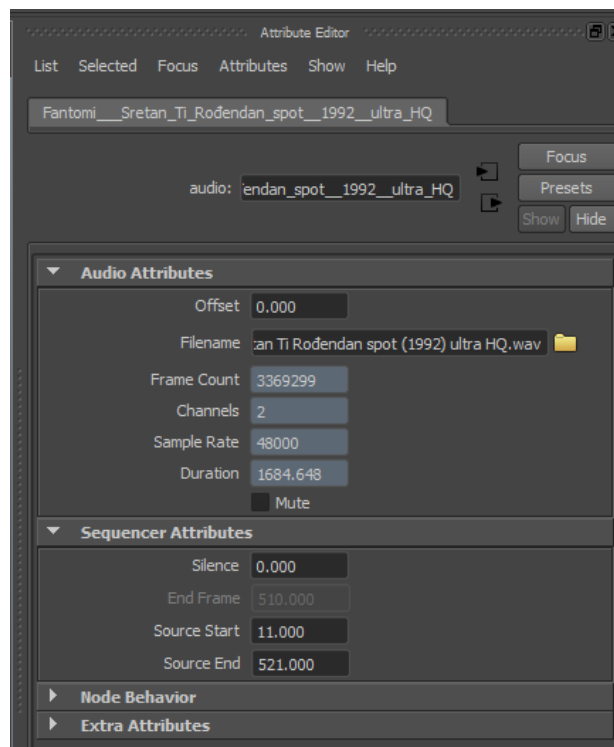 Attribute Editor
List Selected Focus Attributes Show Help
Fantomi___Sretan_Ti_Rođendan_spot__1992__ultra_HQ
Focus
audio: endan_spot__1992__ultra_HQ Presets
Show Hide
Audio Attributes
Offset 0.000
Filename tan Ti Rođendan spot (1992) ultra HQ.wav
Frame Count 3369299
Channels 2
Sample Rate 48000
Duration 1684.648
Mute
Sequencer Attributes
Silence 0.000
End Frame 510.000
Source Start 11.000
Source End 521.000
Node Behavior
Extra Attributes